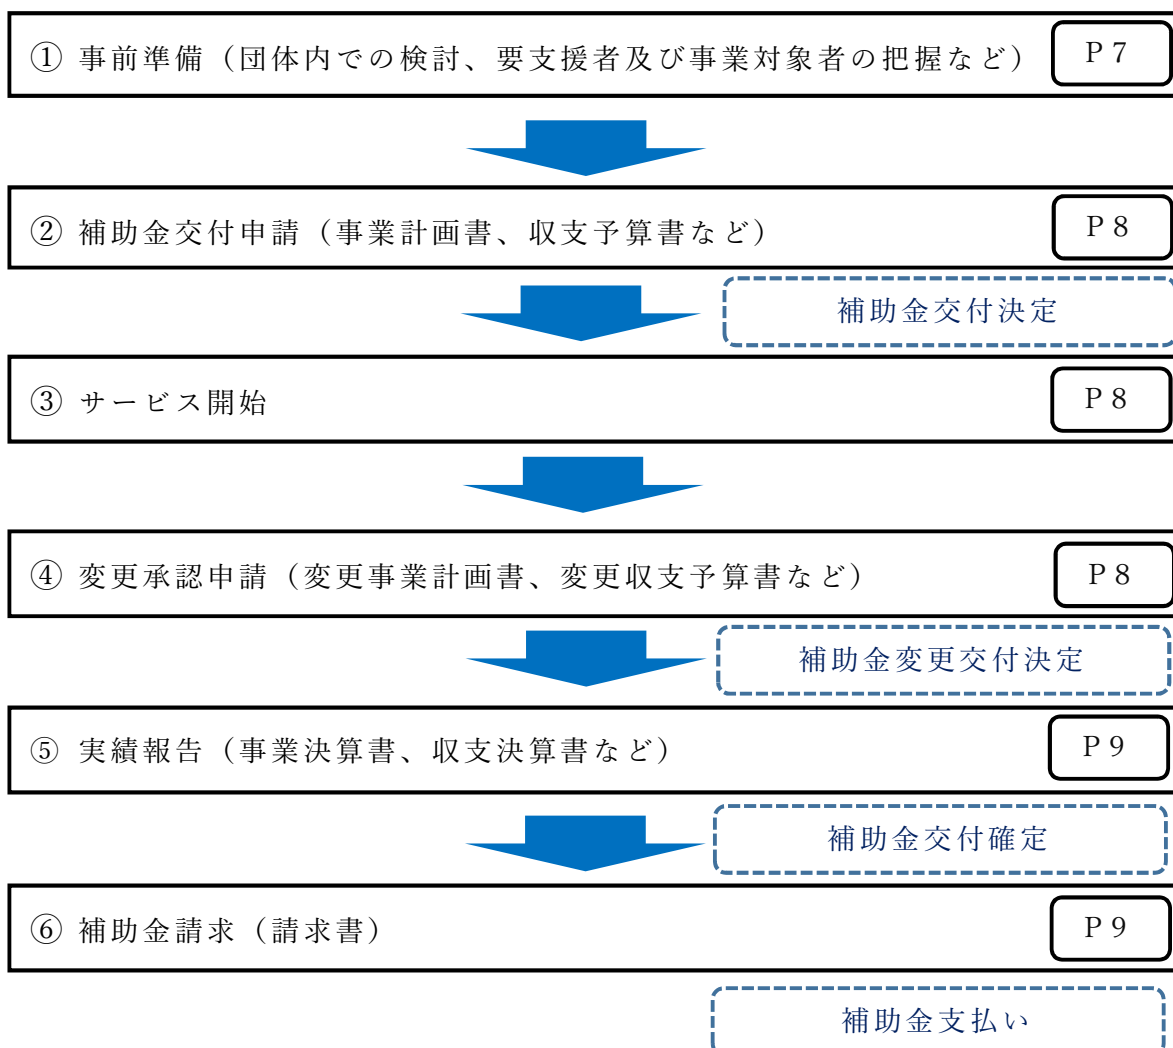 ① 事前準備（団体内での検討、要支援者及び事業対象者の把握など）
P７
② 補助金交付申請（事業計画書、収支予算書など）
P８
補助金交付決定
③ サービス開始
P８
④ 変更承認申請（変更事業計画書、変更収支予算書など）
P８
補助金変更交付決定
⑤ 実績報告（事業決算書、収支決算書など）
P９
補助金交付確定
⑥ 補助金請求（請求書）
P９
補助金支払い